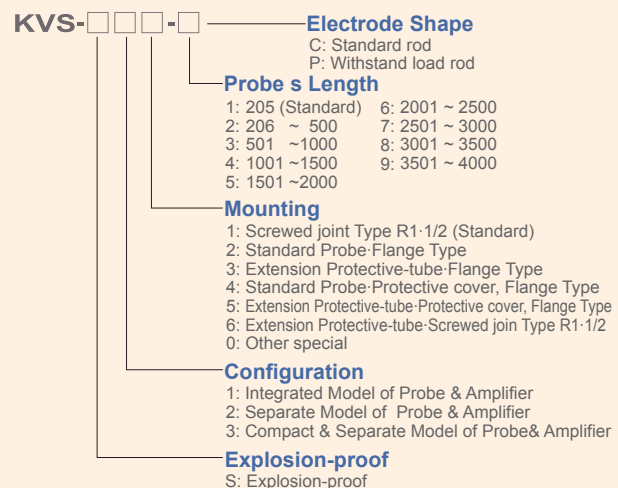 KVS-□□□-□
Electrode Shape
C: Standard rod
P: Withstand load rod
Probe s Length
1: 205 (Standard) 6: 2001 ~ 2500
2: 206 ~ 500 7: 2501 ~ 3000
3: 501 ~1000 8: 3001 ~ 3500
4: 1001 ~1500 9: 3501 ~ 4000
5: 1501 ~2000
Mounting
1: Screwed joint Type R1·1/2 (Standard)
2: Standard Probe·Flange Type
3: Extension Protective-tube·Flange Type
4: Standard Probe·Protective cover, Flange Type
5: Extension Protective-tube·Protective cover, Flange Type
6: Extension Protective-tube·Screwed join Type R1·1/2
0: Other special
Configuration
1: Integrated Model of Probe & Amplifier
2: Separate Model of Probe & Amplifier
3: Compact & Separate Model of Probe& Amplifier
Explosion-proof
S: Explosion-proof